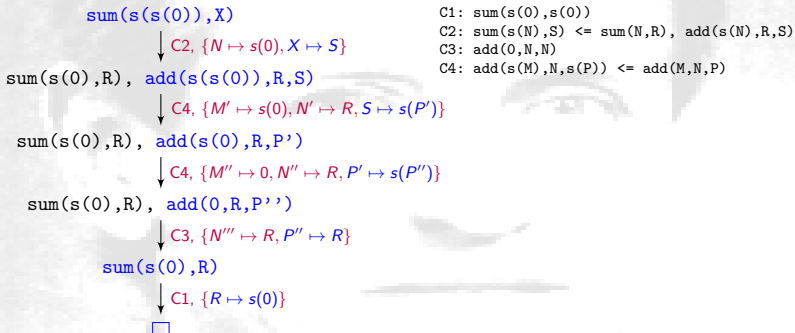 sum(s(s(0)),X)
C2, {N ↦ s(0), X ↦ S}
sum(s(0),R), add(s(s(0)),R,S)
C4, {M′ ↦ s(0), N′ ↦ R, S ↦ s(P′)}
sum(s(0),R), add(s(0),R,P')
C4, {M″ ↦ 0, N″ ↦ R, P′ ↦ s(P″)}
sum(s(0),R), add(0,R,P'')
C3, {N‴ ↦ R, P″ ↦ R}
sum(s(0),R)
C1, {R ↦ s(0)}
C1: sum(s(0),s(0))
C2: sum(s(N),S) <= sum(N,R), add(s(N),R,S)
C3: add(0,N,N)
C4: add(s(M),N,s(P)) <= add(M,N,P)